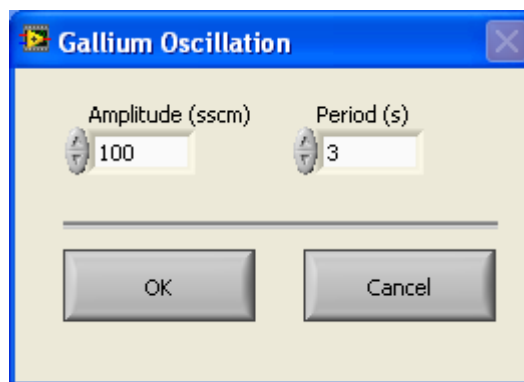 Gallium Oscillation
Amplitude (sscm) Period (s)
100 3
OK Cancel